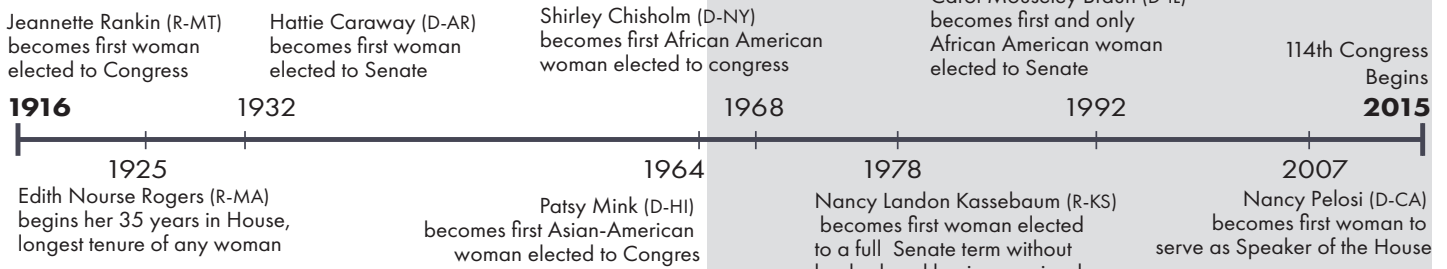 Jeannette Rankin (R-MT)
becomes first woman
elected to Congress
1916
Hattie Caraway (D-AR)
becomes first woman
elected to Senate
1932
Shirley Chisholm (D-NY)
becomes first African American
woman elected to congress
1968
becomes first and only
African American woman
elected to Senate
1992
114th Congress
Begins
2015
1925
Edith Nourse Rogers (R-MA)
begins her 35 years in House,
longest tenure of any woman
1964
Patsy Mink (D-HI)
becomes first Asian-American
woman elected to Congres
1978
Nancy Landon Kassebaum (R-KS)
becomes first woman elected
to a full Senate term without
2007
Nancy Pelosi (D-CA)
becomes first woman to
serve as Speaker of the House